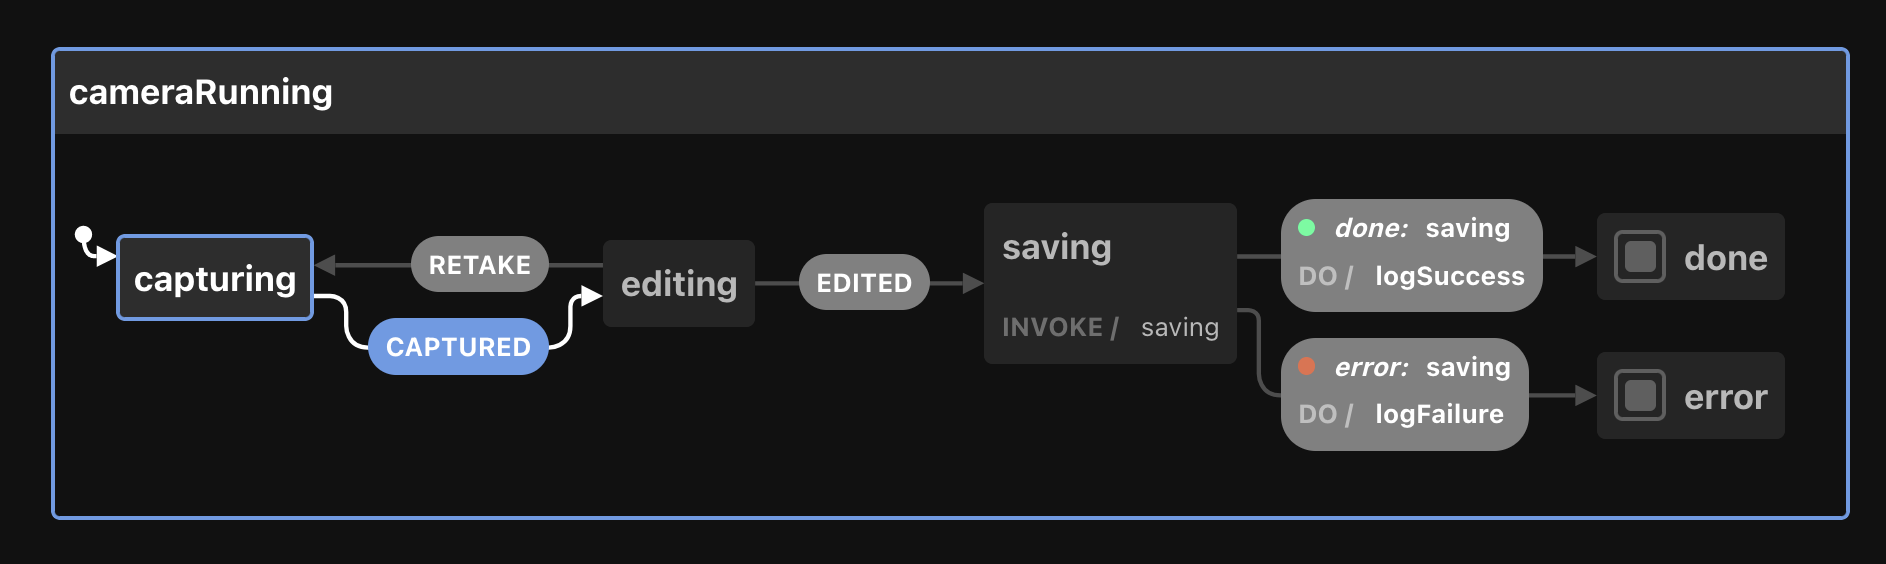 cameraRunning
capturing
RETAKE
CAPTURED
editing
EDITED
saving
INVOKE / saving
done: saving
DO / logSuccess
error: saving
DO / logFailure
done
error